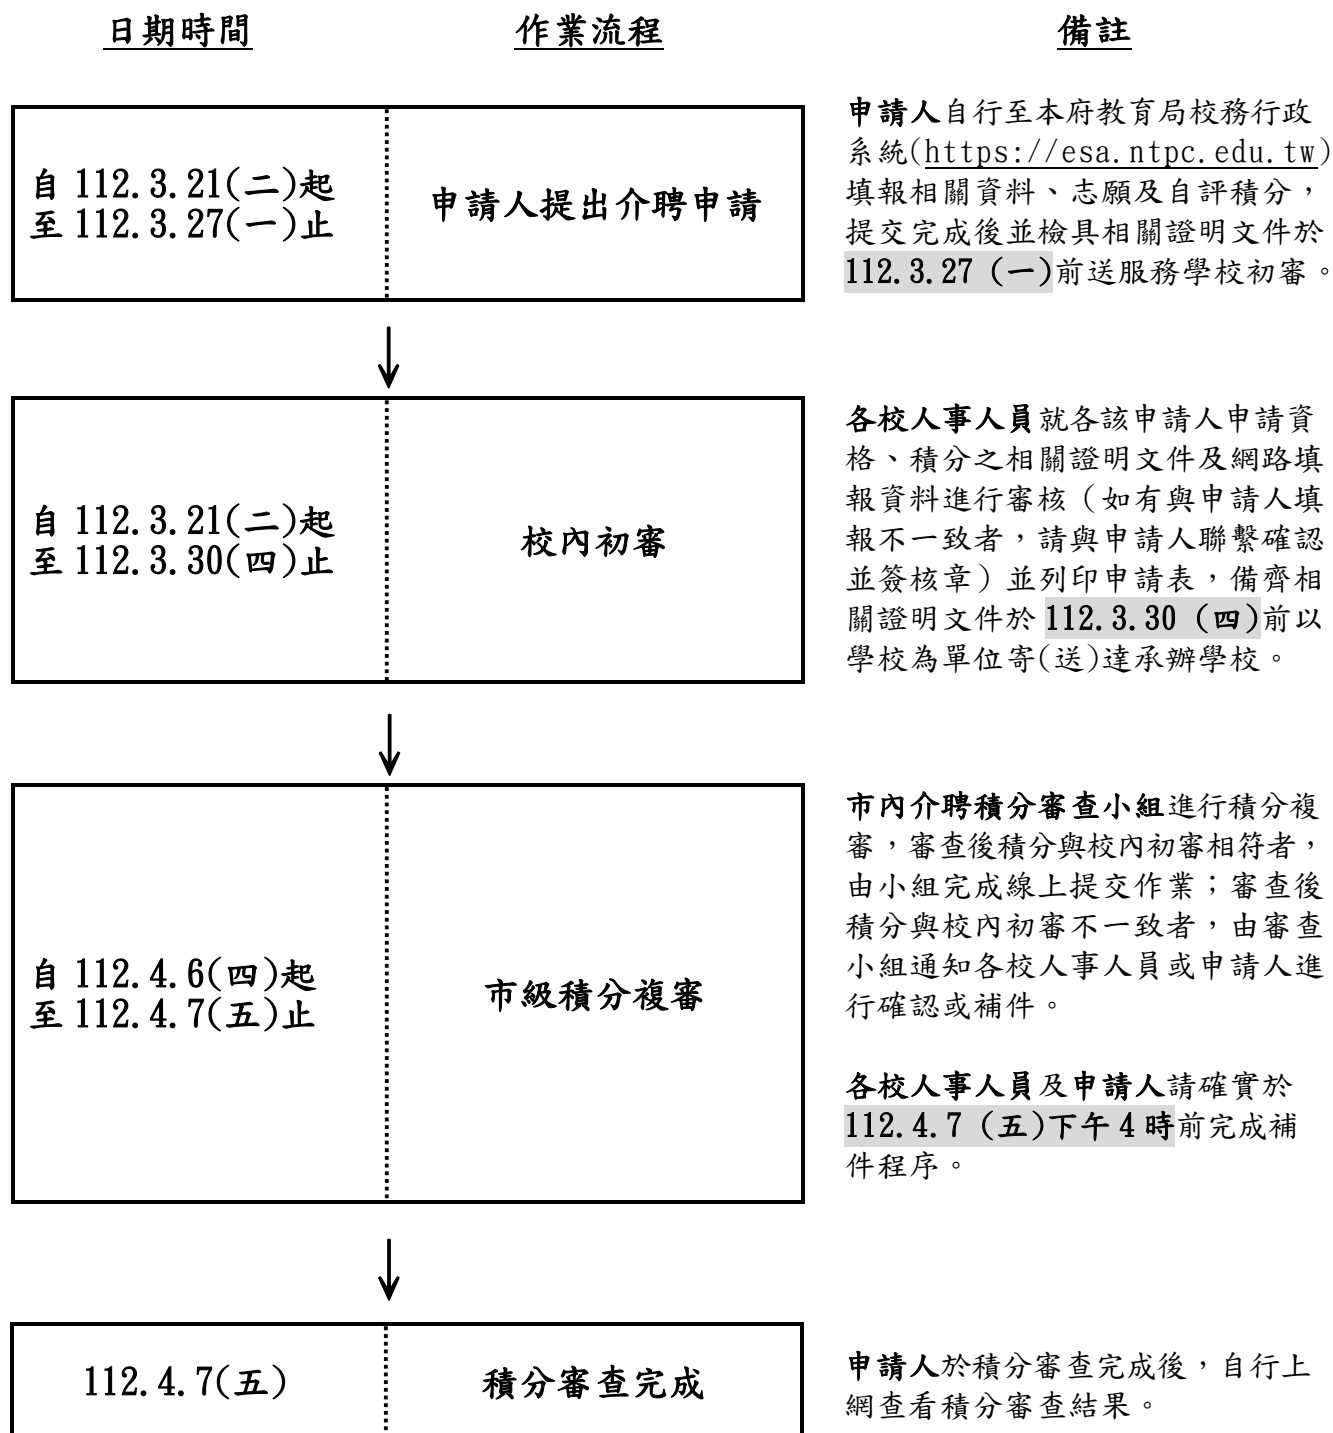 日期時間
作業流程
備註
自 112.3.21(二)起
至 112.3.27(一)止
申請人提出介聘申請
申請人自行至本府教育局校務行政
系統(https://esa.ntpc.edu.tw)
填報相關資料、志願及自評積分，
提交完成後並檢具相關證明文件於
112.3.27 (一)前送服務學校初審。
自 112.3.21(二)起
至 112.3.30(四)止
校內初審
各校人事人員就各該申請人申請資
格、積分之相關證明文件及網路填
報資料進行審核（如有與申請人填
報不一致者，請與申請人聯繫確認
並簽核章）並列印申請表，備齊相
關證明文件於 112.3.30 (四)前以
學校為單位寄(送)達承辦學校。
自 112.4.6(四)起
至 112.4.7(五)止
市級積分複審
市內介聘積分審查小組進行積分複
審，審查後積分與校內初審相符者，
由小組完成線上提交作業；審查後
積分與校內初審不一致者，由審查
小組通知各校人事人員或申請人進
行確認或補件。
各校人事人員及申請人請確實於
112.4.7 (五)下午 4 時前完成補
件程序。
112.4.7(五)
積分審查完成
申請人於積分審查完成後，自行上
網查看積分審查結果。